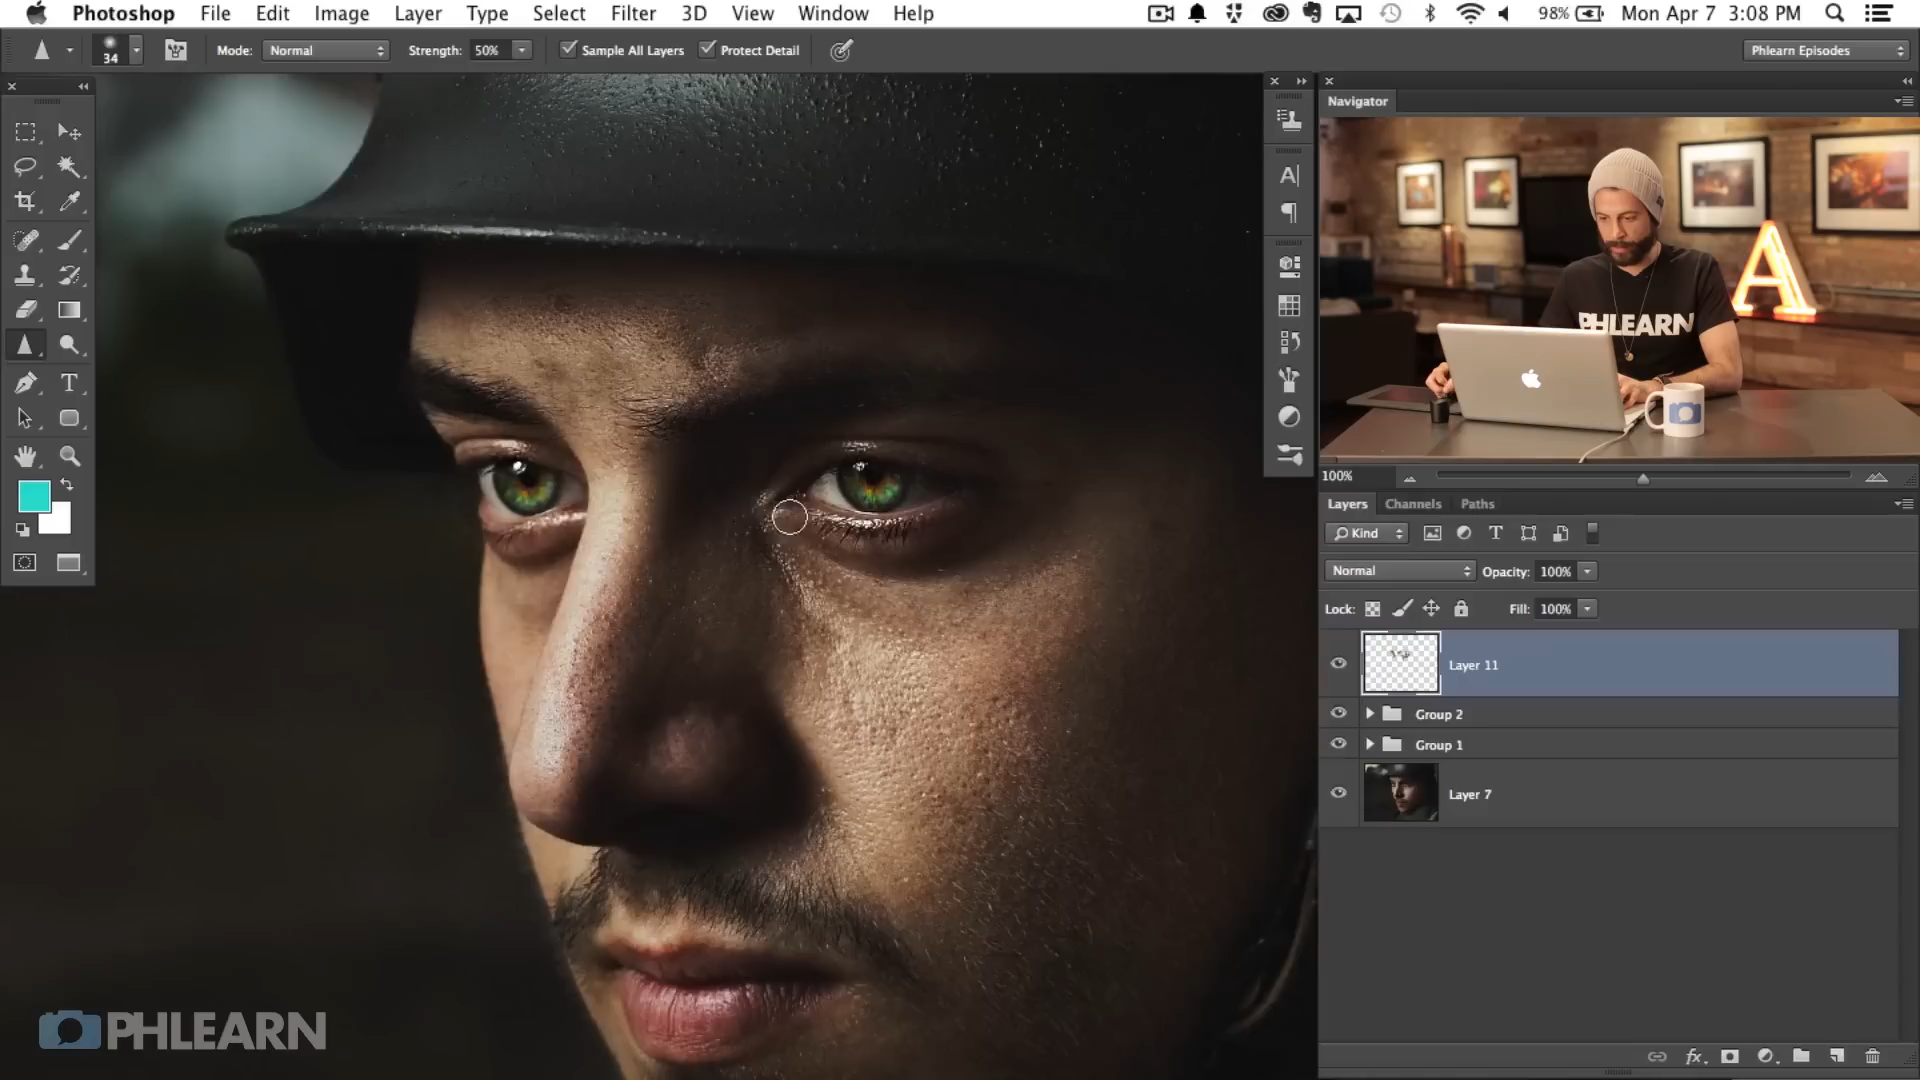 Photoshop File Edit Image Layer Type Select Filter 3D View Window Help 98% Mon Apr 7 3:08 PM
34 Mode: Normal Strength: 50% Sample All Layers Protect Detail Phlearn Episodes
Navigator
A
PHLEARN
100%
Layers Channels Paths
Kind
Normal Opacity: 100%
Lock: Fill: 100%
Layer 11
Group 2
Group 1
Layer 7
PHLEARN
fx